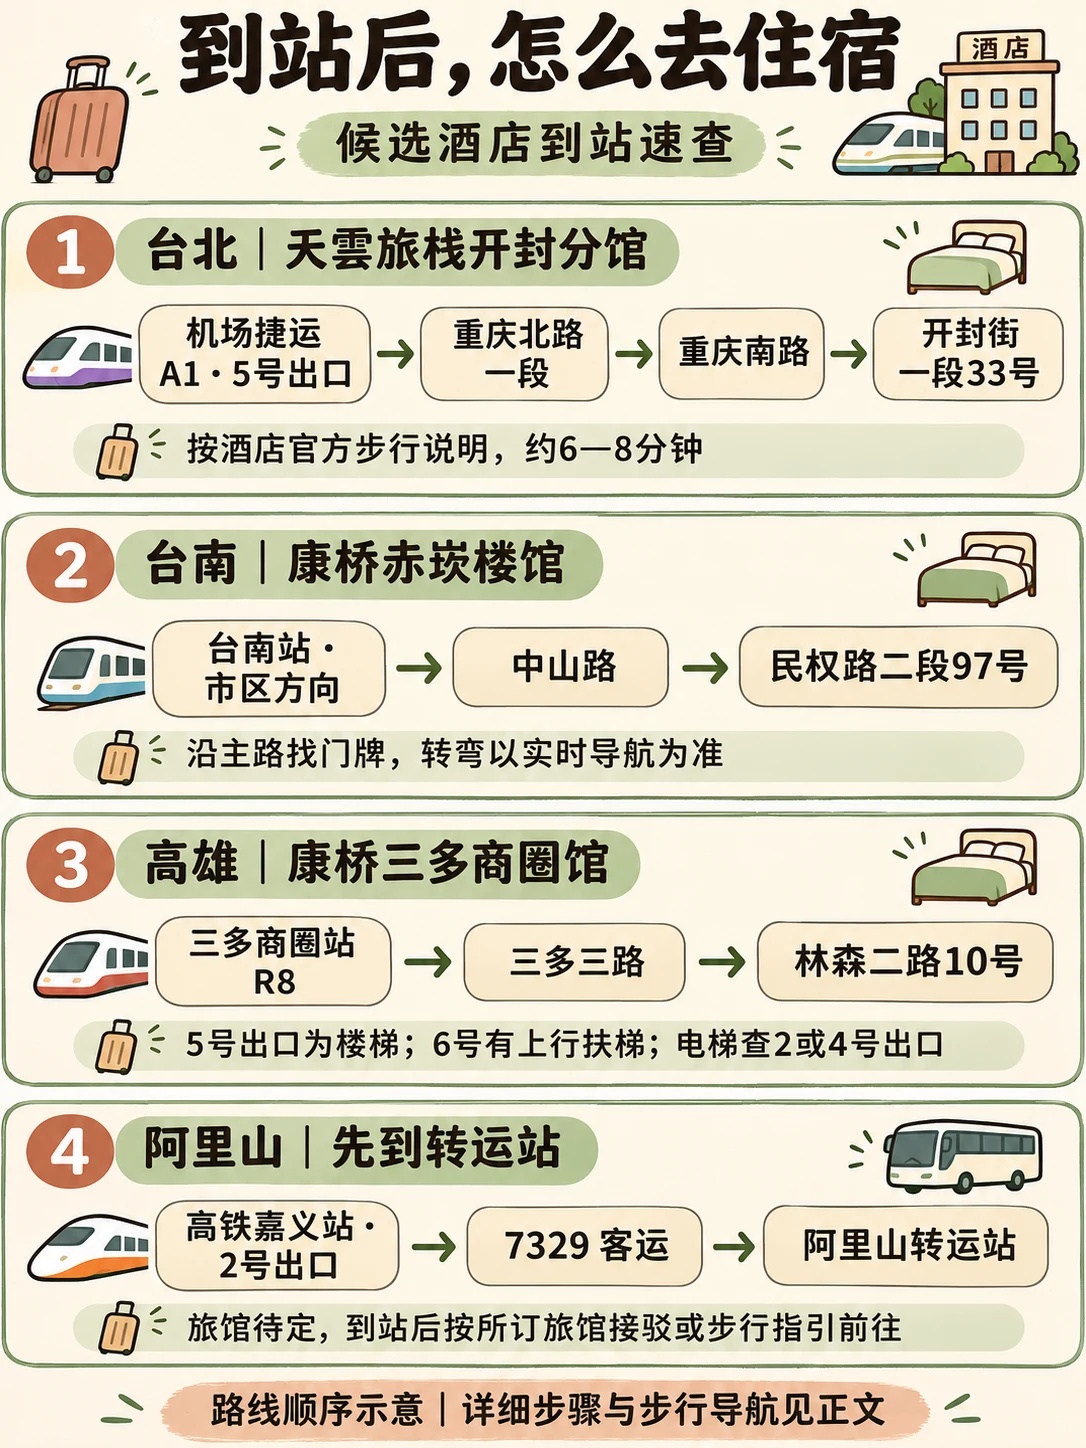 到站后，怎么去住宿
酒店
候选酒店到站速查
1 台北｜天雲旅栈开封分馆
机场捷运
A1·5号出口
→
重庆北路
一段
→
重庆南路
→
开封街
一段33号
按酒店官方步行说明，约6—8分钟
2 台南｜康桥赤崁楼馆
台南站·
市区方向
→
中山路
→
民权路二段97号
沿主路找门牌，转弯以实时导航为准
3 高雄｜康桥三多商圈馆
三多商圈站
R8
→
三多三路
→
林森二路10号
5号出口为楼梯；6号有上行扶梯；电梯查2或4号出口
4 阿里山｜先到转运站
高铁嘉义站·
2号出口
→
7329 客运
→
阿里山转运站
旅馆待定，到站后按所订旅馆接驳或步行指引前往
路线顺序示意｜详细步骤与步行导航见正文